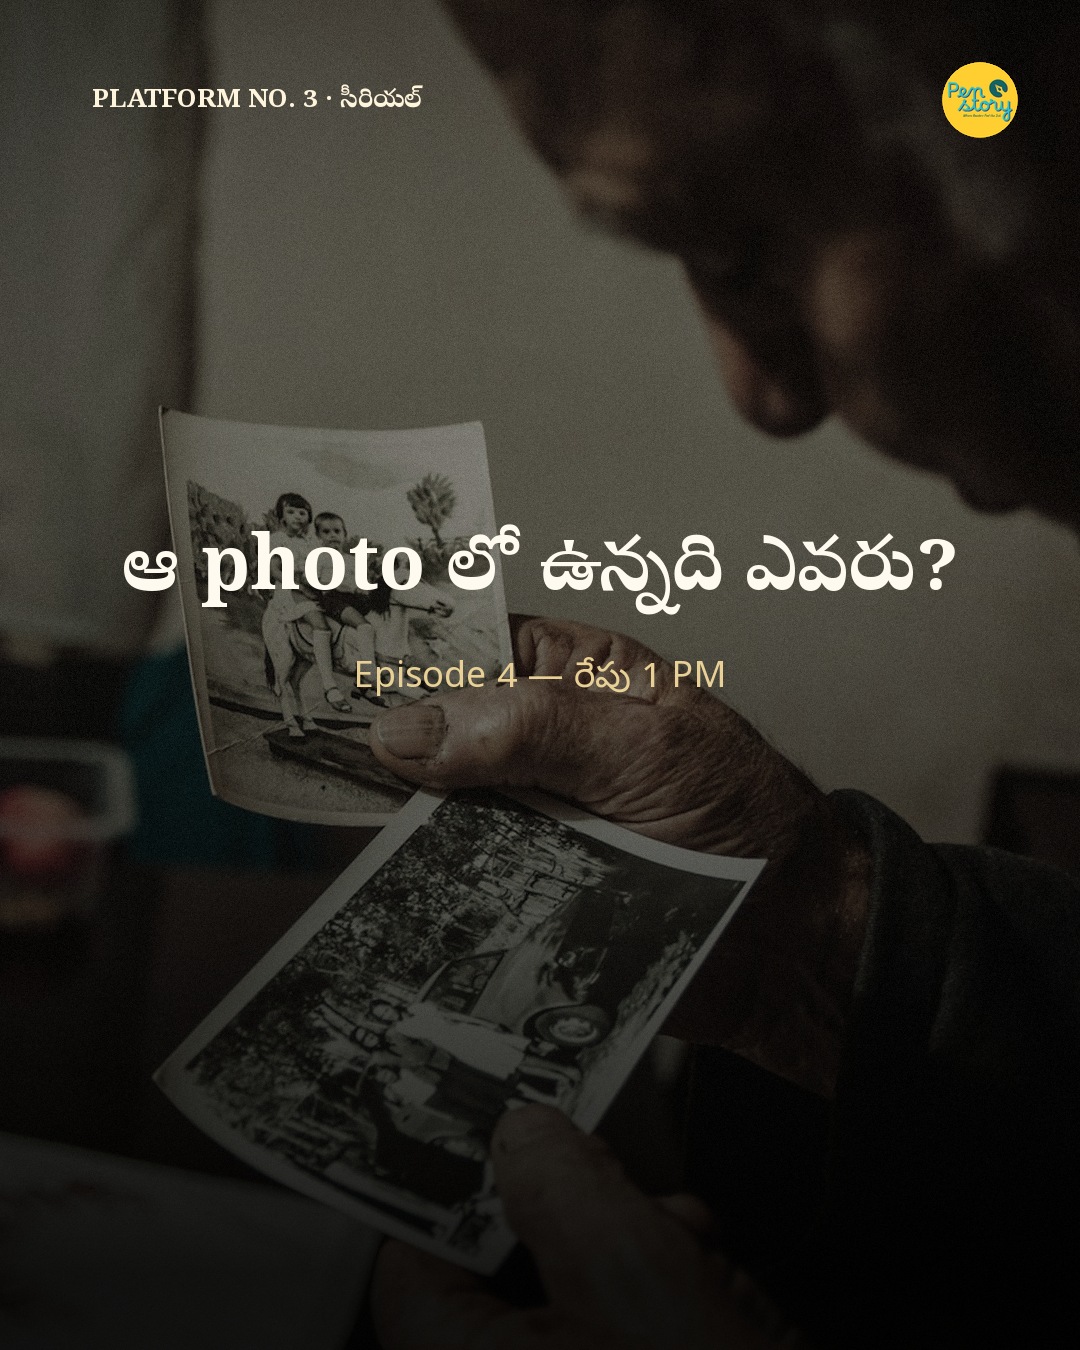 PLATFORM NO. 3 · సీరియల్
Pen
story
ఆ photo లో ఉన్నది ఎవరు?
Episode 4 — రేపు 1 PM